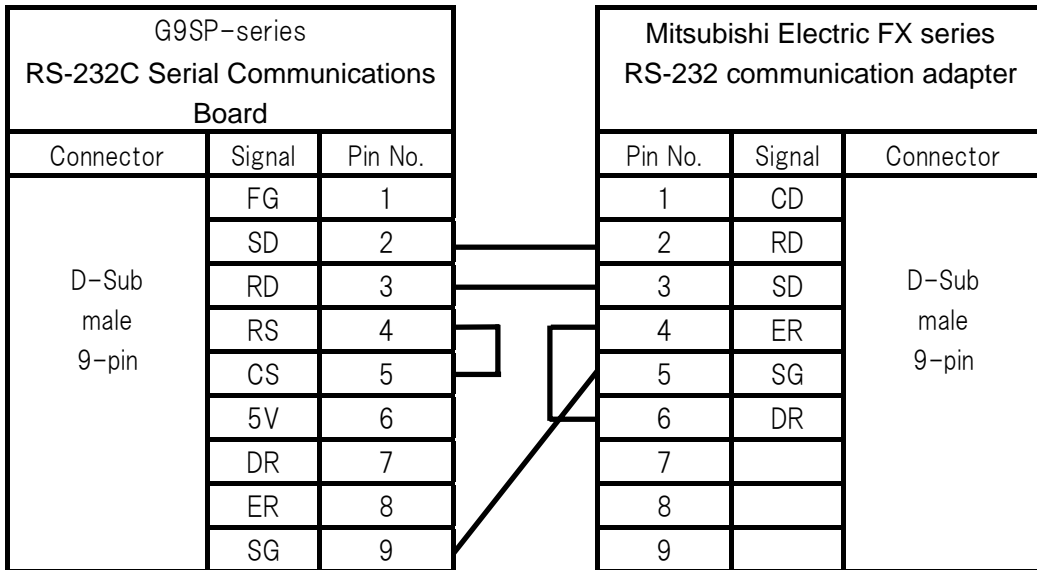 G9SP-series
RS-232C Serial Communications
Board
Mitsubishi Electric FX series
RS-232 communication adapter
Connector Signal Pin No. Pin No. Signal Connector
FG 1 1 CD
SD 2 2 RD
D-Sub RD 3 3 SD D-Sub
male RS 4 4 ER male
9-pin CS 5 5 SG 9-pin
5V 6 6 DR
DR 7 7
ER 8 8
SG 9 9